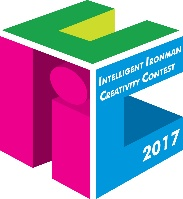 INTELLIGENT IRONMAN
CREATIVITY CONTEST
2017